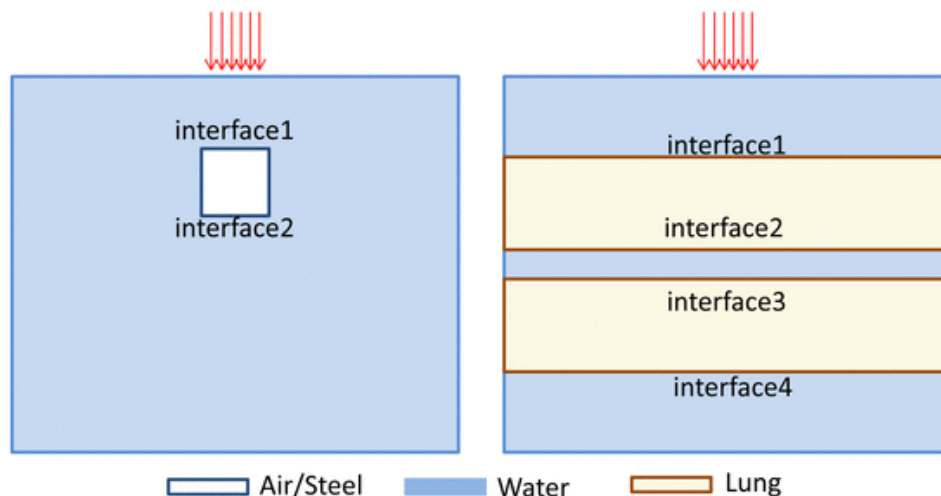 interface1
interface2
interface1
interface2
interface3
interface4
Air/Steel
Water
Lung